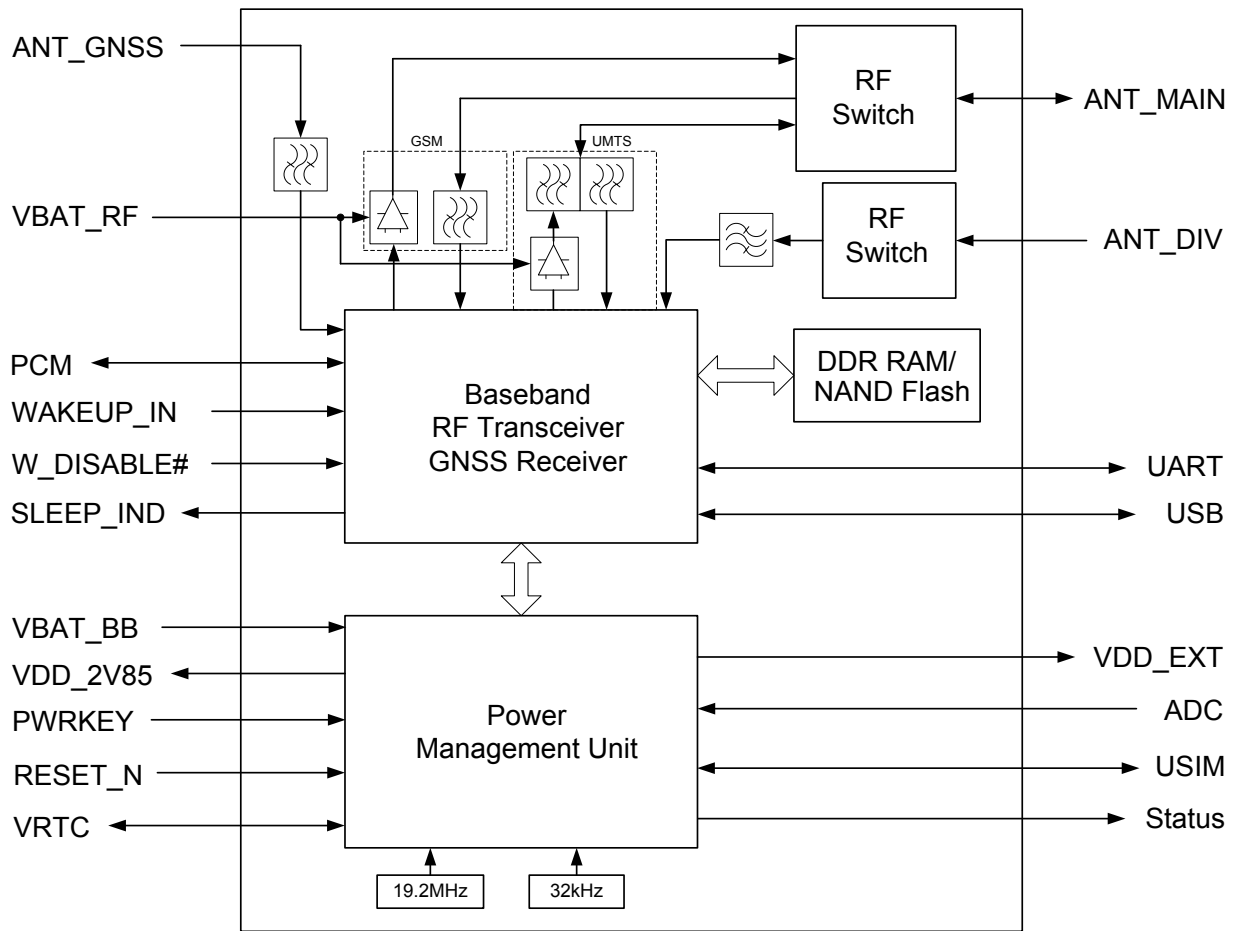 ANT_GNSS
VBAT_RF
PCM
WAKEUP_IN
W_DISABLE#
SLEEP_IND
VBAT_BB
VDD_2V85
PWRKEY
RESET_N
VRTC
GSM
UMTS
RF
Switch
RF
Switch
Baseband
RF Transceiver
GNSS Receiver
DDR RAM/
NAND Flash
Power
Management Unit
19.2MHz
32kHz
ANT_MAIN
ANT_DIV
UART
USB
VDD_EXT
ADC
USIM
Status